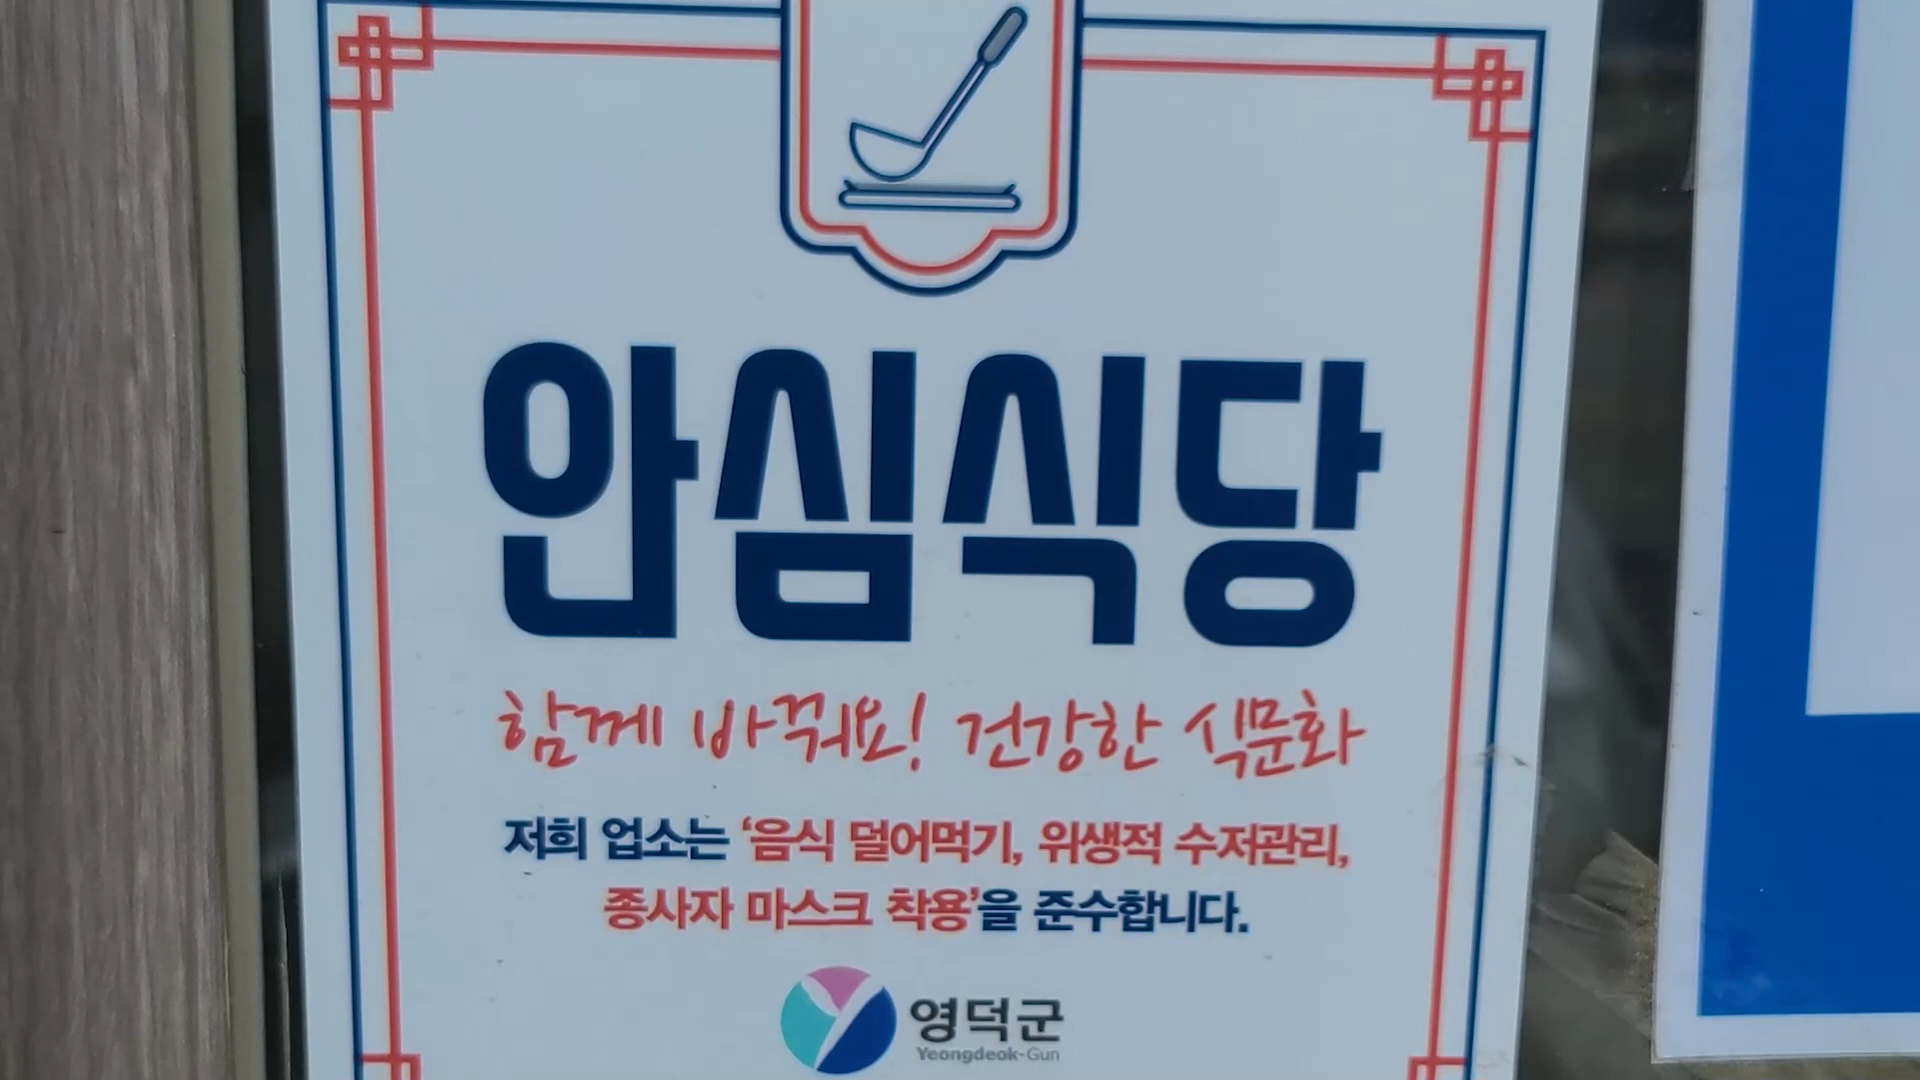 안심식당
함께 바꿔요! 건강한 식문화
저희 업소는 ‘음식 덜어먹기, 위생적 수저관리,
종사자 마스크 착용’을 준수합니다.
영덕군
Yeongdeok-Gun